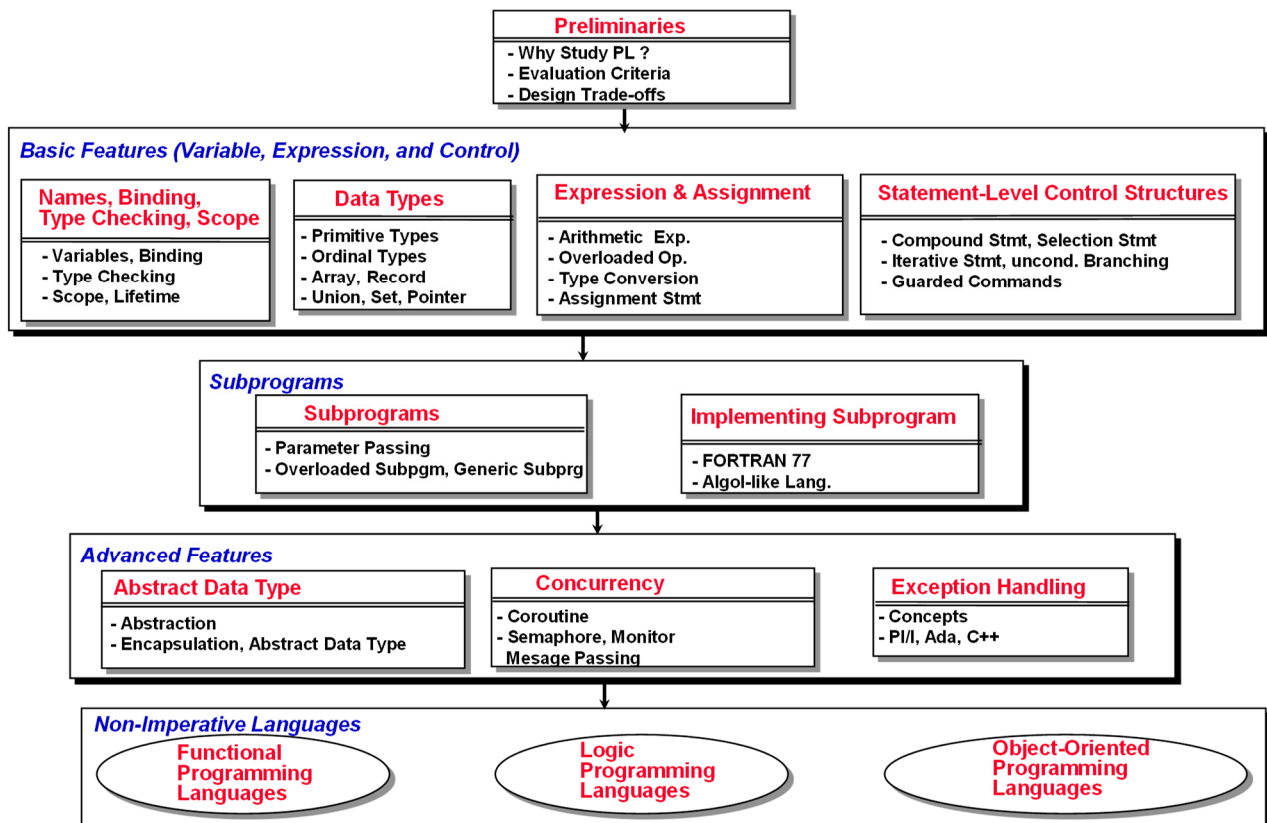 Preliminaries
- Why Study PL ?
- Evaluation Criteria
- Design Trade-offs
Basic Features (Variable, Expression, and Control)
Names, Binding,
Type Checking, Scope
- Variables, Binding
- Type Checking
- Scope, Lifetime
Data Types
- Primitive Types
- Ordinal Types
- Array, Record
- Union, Set, Pointer
Expression & Assignment
- Arithmetic Exp.
- Overloaded Op.
- Type Conversion
- Assignment Stmt
Statement-Level Control Structures
- Compound Stmt, Selection Stmt
- Iterative Stmt, uncond. Branching
- Guarded Commands
Subprograms
Subprograms
- Parameter Passing
- Overloaded Subpgm, Generic Subprg
Implementing Subprogram
- FORTRAN 77
- Algol-like Lang.
Advanced Features
Abstract Data Type
- Abstraction
- Encapsulation, Abstract Data Type
Concurrency
- Coroutine
- Semaphore, Monitor
Mesage Passing
Exception Handling
- Concepts
- Pl/I, Ada, C++
Non-Imperative Languages
Functional
Programming
Languages
Logic
Programming
Languages
Object-Oriented
Programming
Languages